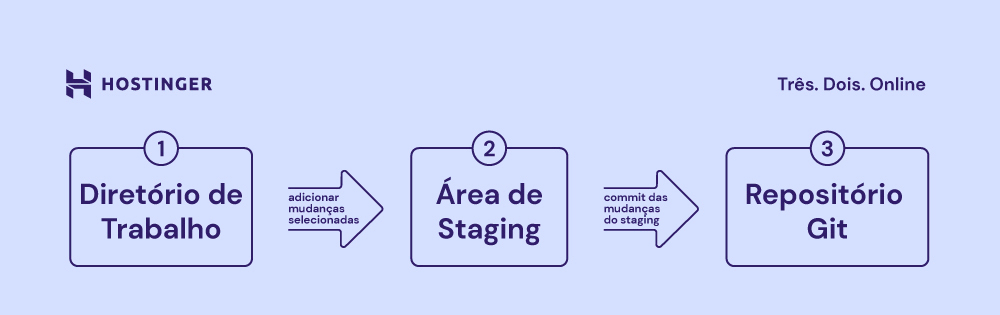 HOSTINGER
Três. Dois. Online
1
Diretório de
Trabalho
adicionar
mudanças
selecionadas
2
Área de
Staging
commit das
mudanças
do staging
3
Repositório
Git